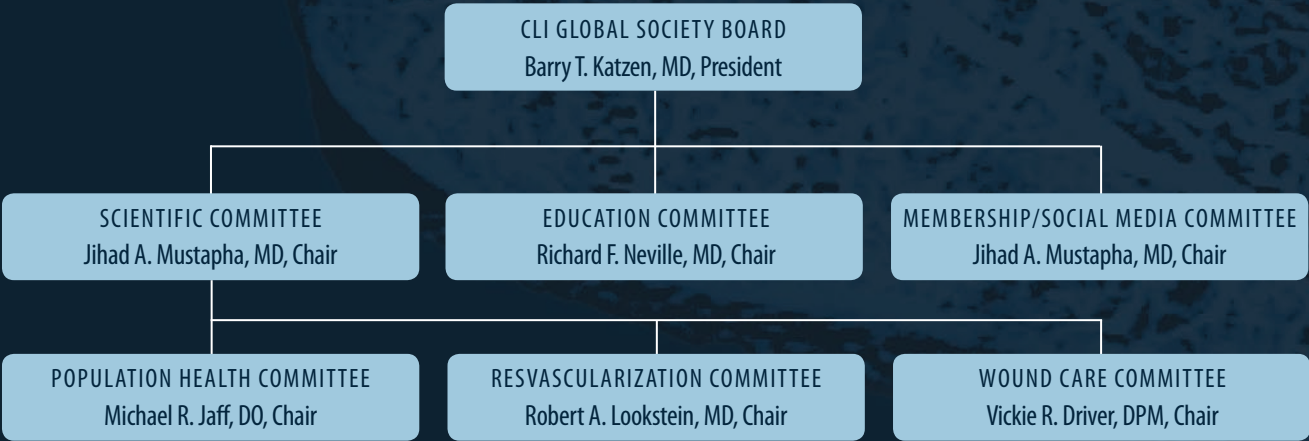 CLI GLOBAL SOCIETY BOARD
Barry T. Katzen, MD, President
SCIENTIFIC COMMITTEE
Jihad A. Mustapha, MD, Chair
EDUCATION COMMITTEE
Richard F. Neville, MD, Chair
MEMBERSHIP/SOCIAL MEDIA COMMITTEE
Jihad A. Mustapha, MD, Chair
POPULATION HEALTH COMMITTEE
Michael R. Jaff, DO, Chair
RESVASCULARIZATION COMMITTEE
Robert A. Lookstein, MD, Chair
WOUND CARE COMMITTEE
Vickie R. Driver, DPM, Chair